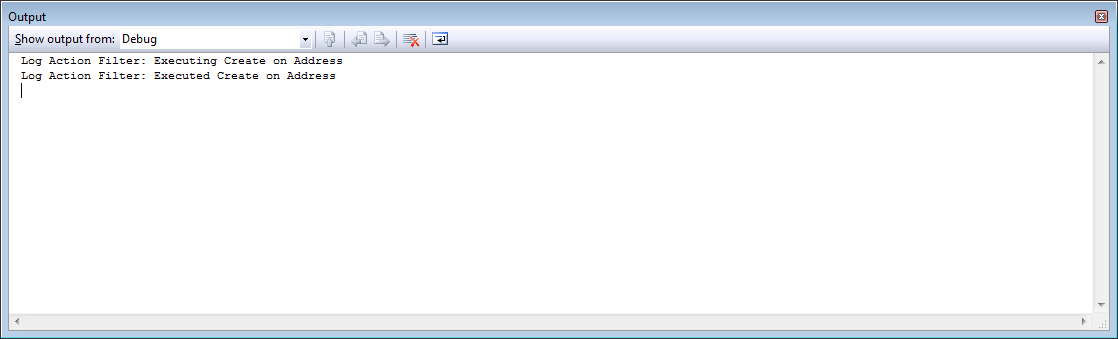 Output
Show output from: Debug
Log Action Filter: Executing Create on Address
Log Action Filter: Executed Create on Address